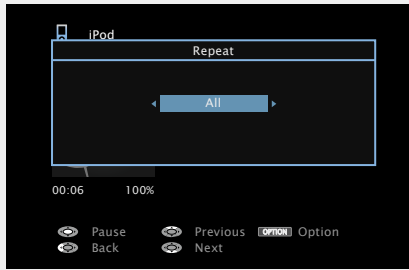 iPod
Repeat
All
00:06 100%
Pause Previous OPTION Option
Back Next